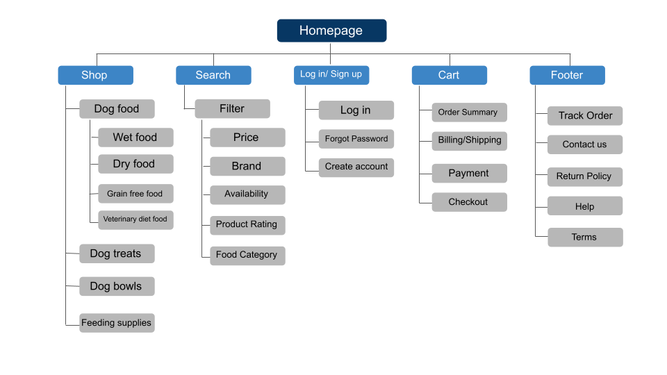 Homepage
Shop
Search
Log in/ Sign up
Cart
Footer
Dog food
Wet food
Dry food
Grain free food
Veterinary diet food
Dog treats
Dog bowls
Feeding supplies
Filter
Price
Brand
Availability
Product Rating
Food Category
Log in
Forgot Password
Create account
Order Summary
Billing/Shipping
Payment
Checkout
Track Order
Contact us
Return Policy
Help
Terms